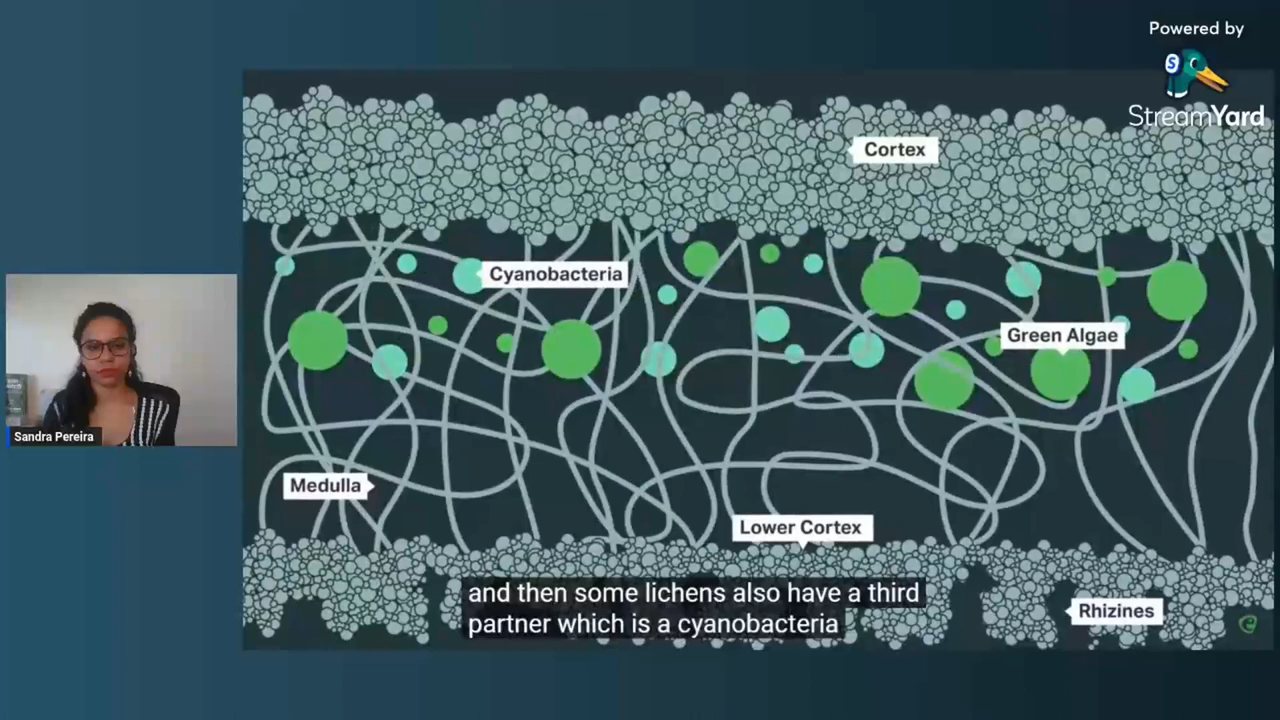 Powered by
S
StreamYard
Cortex
Cyanobacteria
Green Algae
Sandra Pereira
Medulla
Lower Cortex
and then some lichens also have a third
partner which is a cyanobacteria
Rhizines